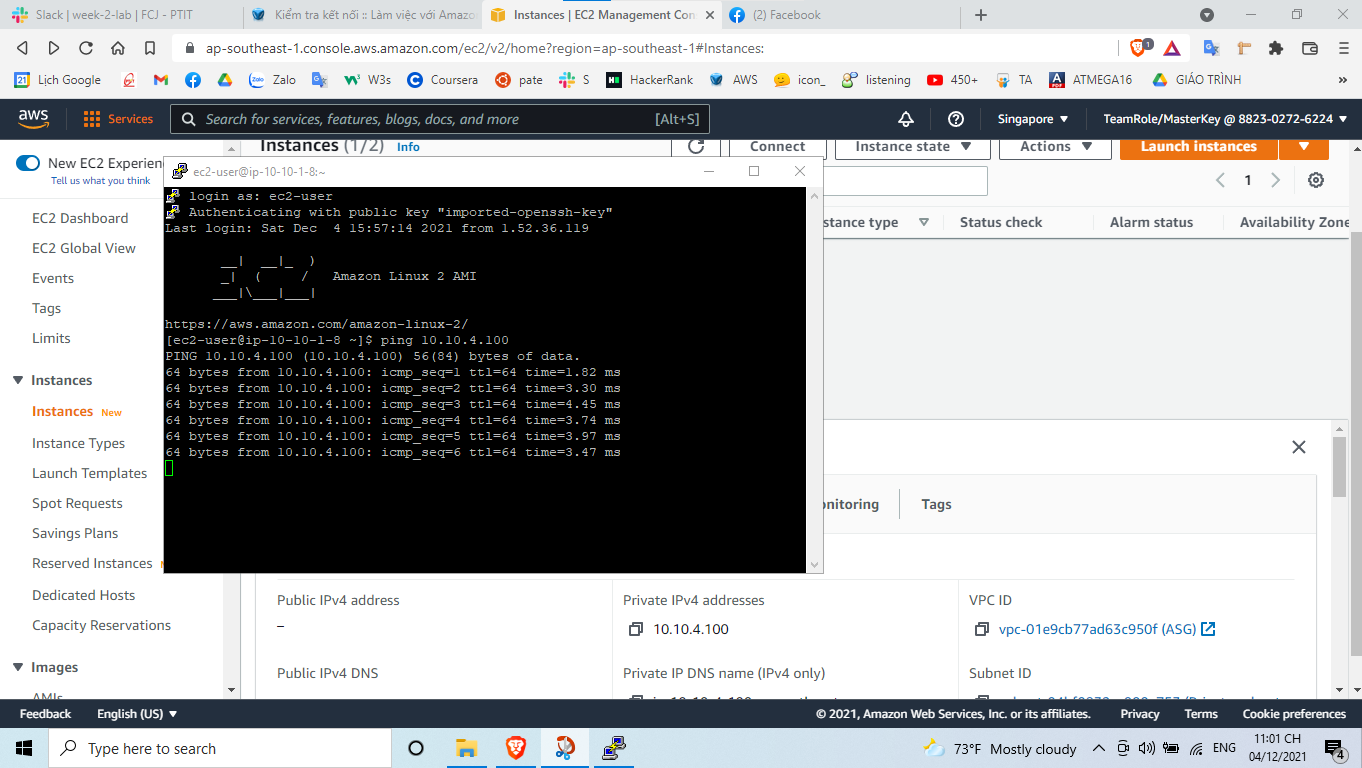 Slack | week-2-lab | FCJ - PTIT
Kiểm tra kết nối :: Làm việc với Amazo
Instances | EC2 Management Con
(2) Facebook
ap-southeast-1.console.aws.amazon.com/ec2/v2/home?region=ap-southeast-1#Instances:
1
Lịch Google
Zalo
W3s
Coursera
pate
S
HackerRank
AWS
icon_
listening
450+
TA
ATMEGA16
GIÁO TRÌNH
aws
Services
Search for services, features, blogs, docs, and more
[Alt+S]
Singapore
TeamRole/MasterKey @ 8823-0272-6224
New EC2 Experien
Tell us what you think
EC2 Dashboard
EC2 Global View
Events
Tags
Limits
Instances
Instances New
Instance Types
Launch Templates
Spot Requests
Savings Plans
Reserved Instances
Dedicated Hosts
Capacity Reservations
Images
AMIs
Instances (1/2) Info
Connect
Instance state
Actions
Launch instances
1
stance type
Status check
Alarm status
Availability Zone
ec2-user@ip-10-10-1-8:~
login as: ec2-user
Authenticating with public key "imported-openssh-key"
Last login: Sat Dec  4 15:57:14 2021 from 1.52.36.119
       __|  __|_  )
       _|  (     /   Amazon Linux 2 AMI
      ___|\___|___|
https://aws.amazon.com/amazon-linux-2/
[ec2-user@ip-10-10-1-8 ~]$ ping 10.10.4.100
PING 10.10.4.100 (10.10.4.100) 56(84) bytes of data.
64 bytes from 10.10.4.100: icmp_seq=1 ttl=64 time=1.82 ms
64 bytes from 10.10.4.100: icmp_seq=2 ttl=64 time=3.30 ms
64 bytes from 10.10.4.100: icmp_seq=3 ttl=64 time=4.45 ms
64 bytes from 10.10.4.100: icmp_seq=4 ttl=64 time=3.74 ms
64 bytes from 10.10.4.100: icmp_seq=5 ttl=64 time=3.97 ms
64 bytes from 10.10.4.100: icmp_seq=6 ttl=64 time=3.47 ms
onitoring
Tags
Public IPv4 address
–
Private IPv4 addresses
10.10.4.100
VPC ID
vpc-01e9cb77ad63c950f (ASG)
Public IPv4 DNS
Private IP DNS name (IPv4 only)
Subnet ID
Feedback
English (US)
© 2021, Amazon Web Services, Inc. or its affiliates.
Privacy
Terms
Cookie preferences
Type here to search
73°F Mostly cloudy
ENG
11:01 CH
04/12/2021
4